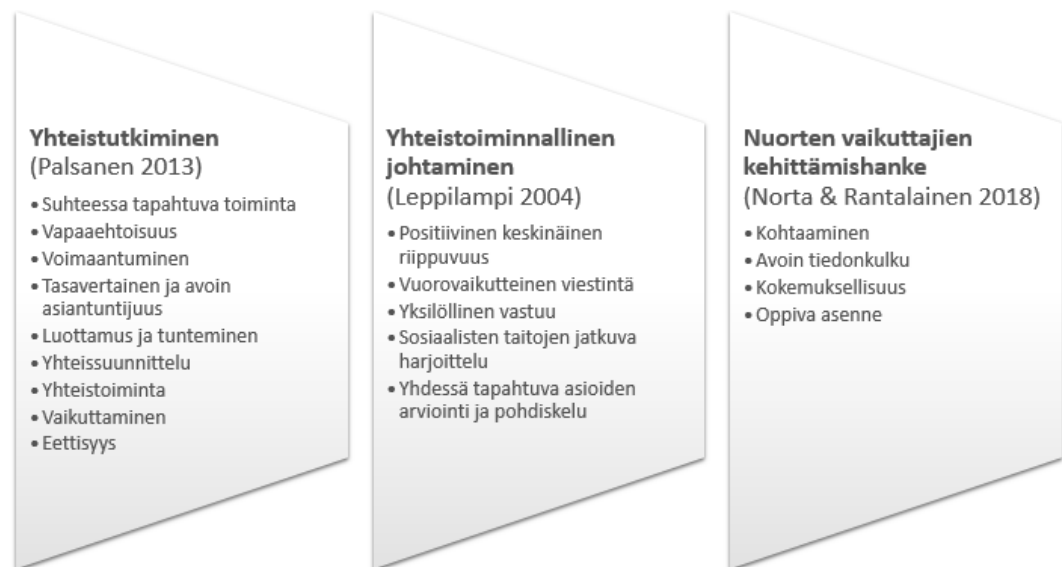 Yhteistutkiminen
(Palsanen 2013)
• Suhteessa tapahtuva toiminta
• Vapaaehtoisuus
• Voimaantuminen
• Tasavertainen ja avoin
asiantuntijuus
• Luottamus ja tunteminen
• Yhteissuunnittelu
• Yhteistoiminta
• Vaikuttaminen
• Eettisyys
Yhteistoiminnallinen
johtaminen
(Leppilampi 2004)
• Positiivinen keskinäinen
riippuvuus
• Vuorovaikutteinen viestintä
• Yksilöllinen vastuu
• Sosiaalisten taitojen jatkuva
harjoittelu
• Yhdessä tapahtuva asioiden
arviointi ja pohdiskelu
Nuorten vaikuttajien
kehittämishanke
(Norta & Rantalainen 2018)
• Kohtaaminen
• Avoin tiedonkulku
• Kokemuksellisuus
• Oppiva asenne